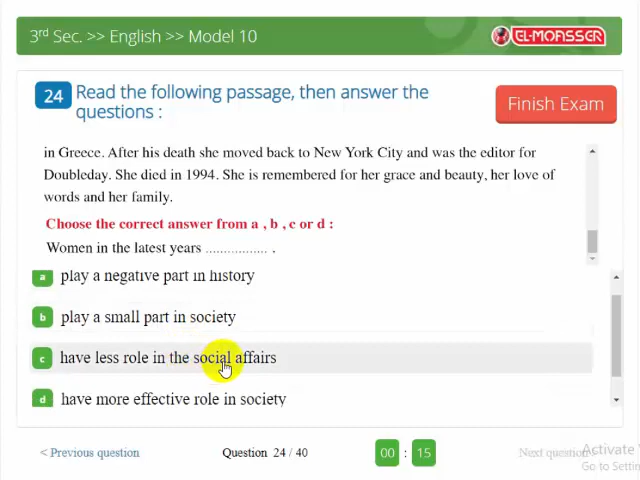 3rd Sec. >> English >> Model 10
EL-MOASSER
24 Read the following passage, then answer the
questions :
Finish Exam
in Greece. After his death she moved back to New York City and was the editor for
Doubleday. She died in 1994. She is remembered for her grace and beauty, her love of
words and her family.
Choose the correct answer from a , b , c or d :
Women in the latest years ................. .
a play a negative part in history
b play a small part in society
c have less role in the social affairs
d have more effective role in society
< Previous question
Question 24 / 40
00 : 15
Next question
Activate
Go to Settin